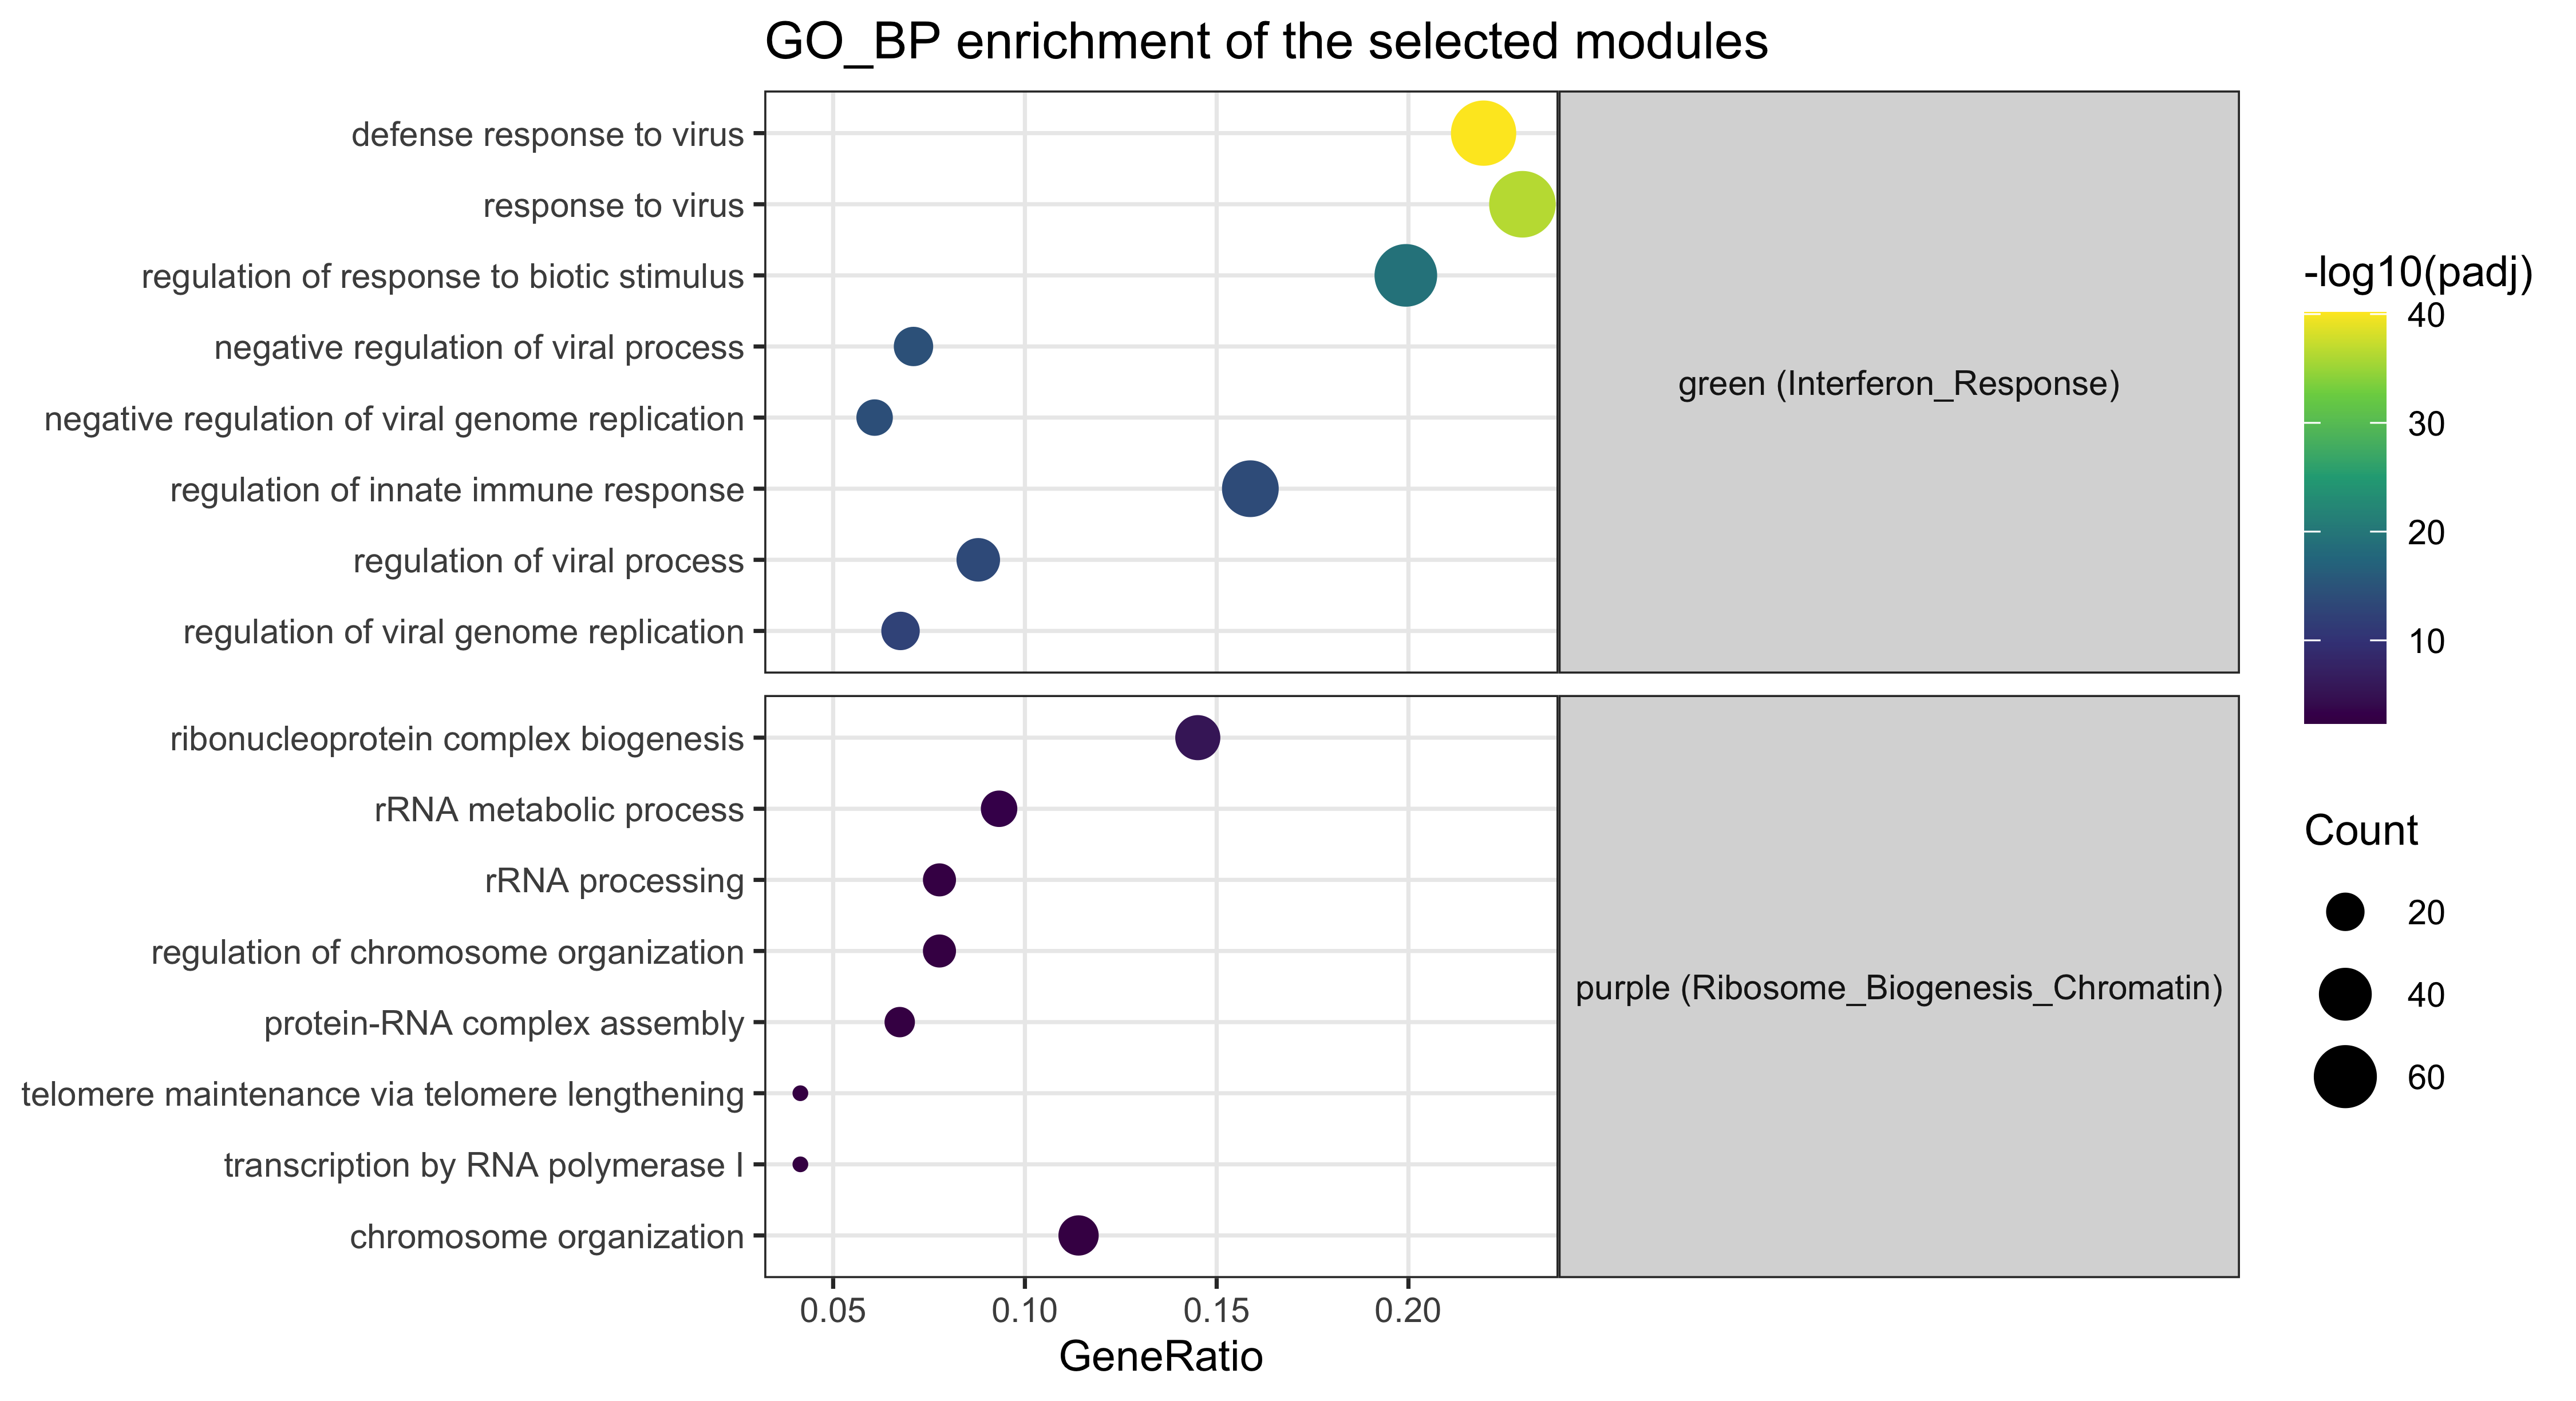 GO_BP enrichment of the selected modules
defense response to virus
response to virus
regulation of response to biotic stimulus
negative regulation of viral process
negative regulation of viral genome replication
regulation of innate immune response
regulation of viral process
regulation of viral genome replication
green (Interferon_Response)
ribonucleoprotein complex biogenesis
rRNA metabolic process
rRNA processing
regulation of chromosome organization
protein-RNA complex assembly
telomere maintenance via telomere lengthening
transcription by RNA polymerase I
chromosome organization
purple (Ribosome_Biogenesis_Chromatin)
0.05 0.10 0.15 0.20
GeneRatio
-log10(padj)
40
30
20
10
Count
20
40
60